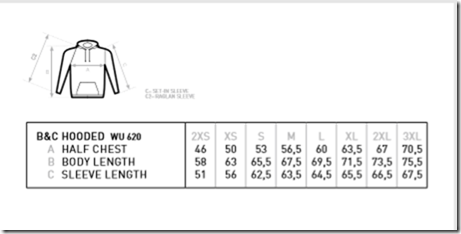 C2
C= SET IN SLEEVE
C2=RAGLAN SLEEVE
B&C HOODED WU 620 2XS XS S M L XL 2XL 3XL
A HALF CHEST 46 50 53 56,5 60 63,5 67 70,5
B BODY LENGTH 58 63 65,5 67,5 69,5 71,5 73,5 75,5
C SLEEVE LENGTH 51 56 62,5 63,5 64,5 65,5 66,5 67,5